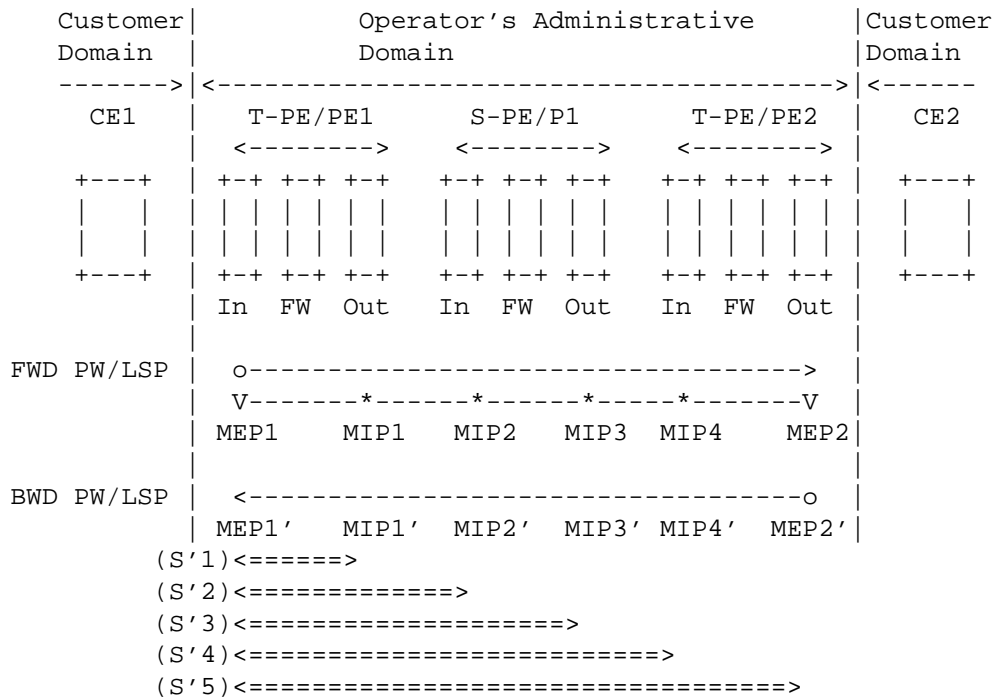 Customer|          Operator's Administrative          |Customer
Domain  |          Domain                             |Domain
------->|<--------------------------------------->|<------
CE1 | T-PE/PE1 S-PE/P1 T-PE/PE2 | CE2
| <--------> <--------> <--------> |
+---+ | +-+ +-+ +-+ +-+ +-+ +-+ +-+ +-+ +-+ | +---+
| | | | | | | | | | | | | | | | | | | | | | | | | |
| | | | | | | | | | | | | | | | | | | | | | | | | |
+---+ | +-+ +-+ +-+ +-+ +-+ +-+ +-+ +-+ +-+ | +---+
| In FW Out In FW Out In FW Out |
| |
FWD PW/LSP | o-----------------------------------> |
| V-------*------*------*-----*-------V |
| MEP1 MIP1 MIP2 MIP3 MIP4 MEP2|
| |
BWD PW/LSP | <-----------------------------------o |
| MEP1' MIP1' MIP2' MIP3' MIP4' MEP2'|
(S'1)<======>
(S'2)<=============>
(S'3)<====================>
(S'4)<==========================>
(S'5)<==================================>